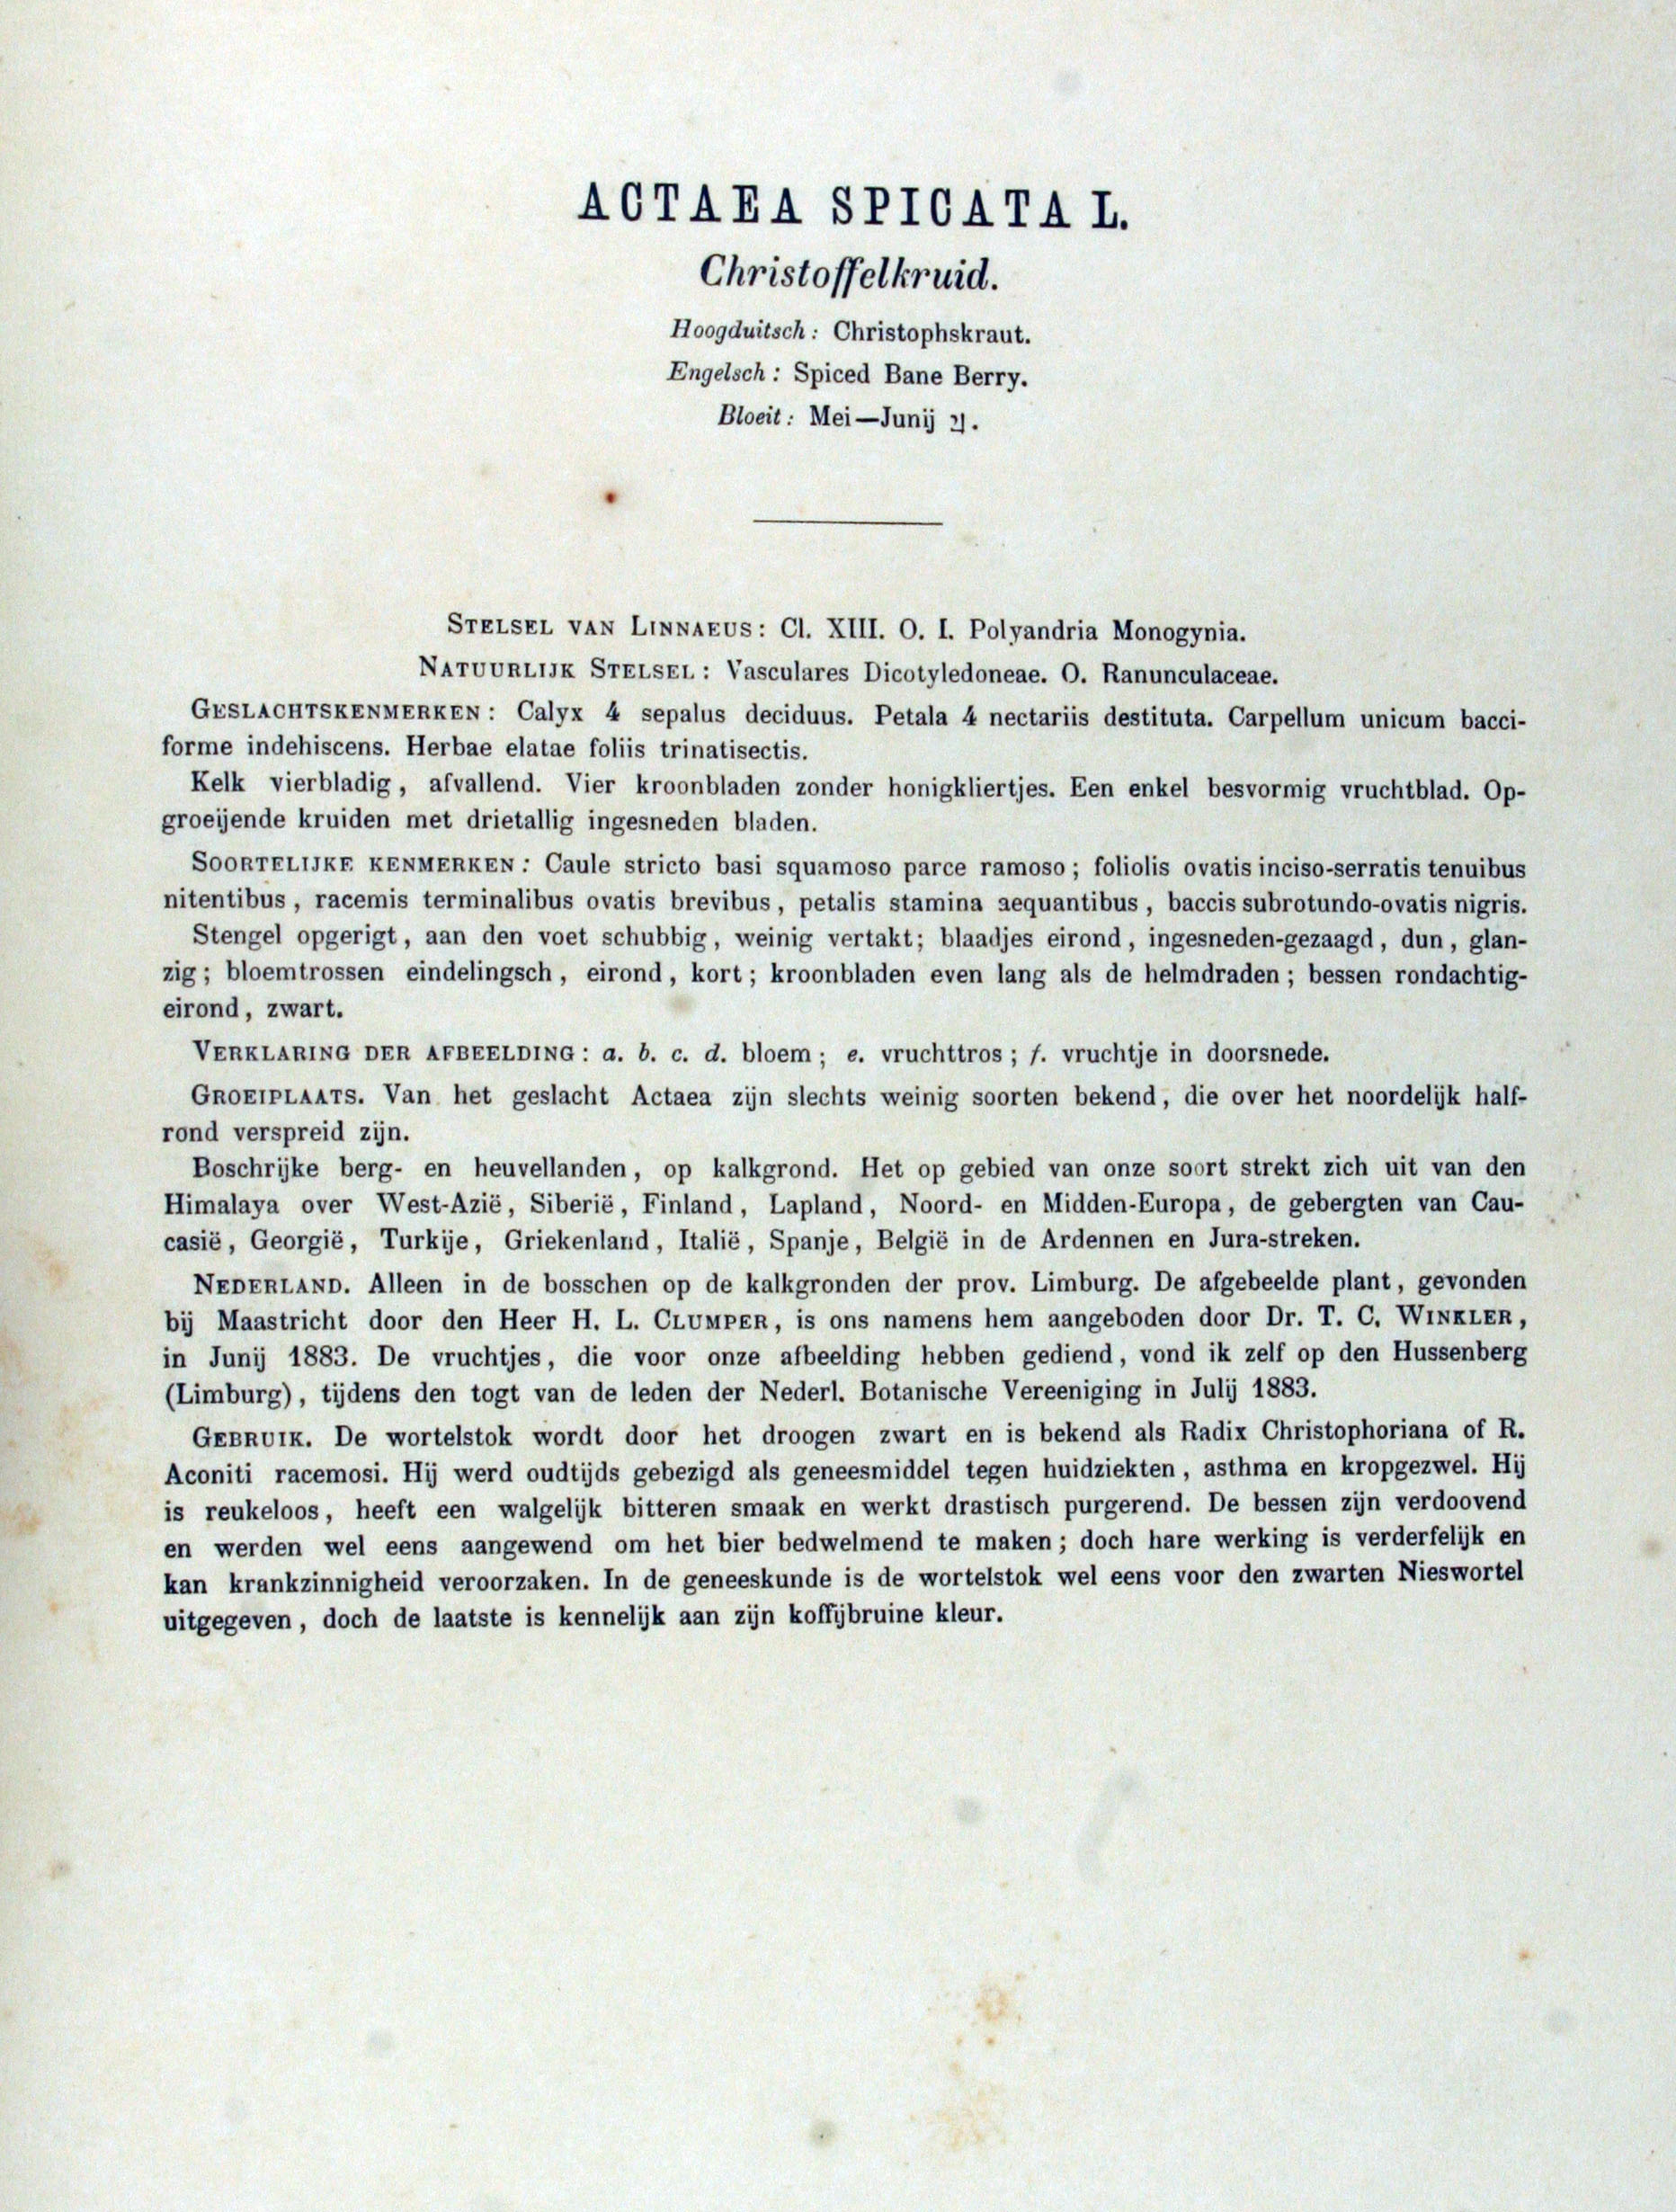 ACTAEA SPICATA L.
Christoffelkruid.
Hoogduitsch: Christophskraut.
Engelsch: Spiced Bane Berry.
Bloeit: Mei—Junij ♃.
STELSEL VAN LINNAEUS: Cl. XIII. O. I. Polyandria Monogynia.
NATUURLIJK STELSEL: Vasculares Dicotyledoneae. O. Ranunculaceae.
GESLACHTSKENMERKEN: Calyx 4 sepalus deciduus. Petala 4 nectariis destituta. Carpellum unicum bacci-
forme indehiscens. Herbae elatae foliis trinatisectis.
Kelk vierbladig, afvallend. Vier kroonbladen zonder honigkliertjes. Een enkel besvormig vruchtblad. Op-
groeijende kruiden met drietallig ingesneden bladen.
SOORTELIJKE KENMERKEN: Caule stricto basi squamoso parce ramoso; foliolis ovatis inciso-serratis tenuibus
nitentibus, racemis terminalibus ovatis brevibus, petalis stamina aequantibus, baccis subrotundo-ovatis nigris.
Stengel opgerigt, aan den voet schubbig, weinig vertakt; blaadjes eirond, ingesneden-gezaagd, dun, glan-
zig; bloemtrossen eindelingsch, eirond, kort; kroonbladen even lang als de helmdraden; bessen rondachtig-
eirond, zwart.
VERKLARING DER AFBEELDING: a. b. c. d. bloem; e. vruchttros; f. vruchtje in doorsnede.
GROEIPLAATS. Van het geslacht Actaea zijn slechts weinig soorten bekend, die over het noordelijk half-
rond verspreid zijn.
Boschrijke berg- en heuvellanden, op kalkgrond. Het op gebied van onze soort strekt zich uit van den
Himalaya over West-Azië, Siberië, Finland, Lapland, Noord- en Midden-Europa, de gebergten van Cau-
casië, Georgië, Turkije, Griekenland, Italië, Spanje, België in de Ardennen en Jura-streken.
NEDERLAND. Alleen in de bosschen op de kalkgronden der prov. Limburg. De afgebeelde plant, gevonden
bij Maastricht door den Heer H. L. CLUMPER, is ons namens hem aangeboden door Dr. T. C. WINKLER,
in Junij 1883. De vruchtjes, die voor onze afbeelding hebben gediend, vond ik zelf op den Hussenberg
(Limburg), tijdens den togt van de leden der Nederl. Botanische Vereeniging in Julij 1883.
GEBRUIK. De wortelstok wordt door het droogen zwart en is bekend als Radix Christophoriana of R.
Aconiti racemosi. Hij werd oudtijds gebezigd als geneesmiddel tegen huidziekten, asthma en kropgezwel. Hij
is reukeloos, heeft een walgelijk bitteren smaak en werkt drastisch purgerend. De bessen zijn verdoovend
en werden wel eens aangewend om het bier bedwelmend te maken; doch hare werking is verderfelijk en
kan krankzinnigheid veroorzaken. In de geneeskunde is de wortelstok wel eens voor den zwarten Nieswortel
uitgegeven, doch de laatste is kennelijk aan zijn koffijbruine kleur.